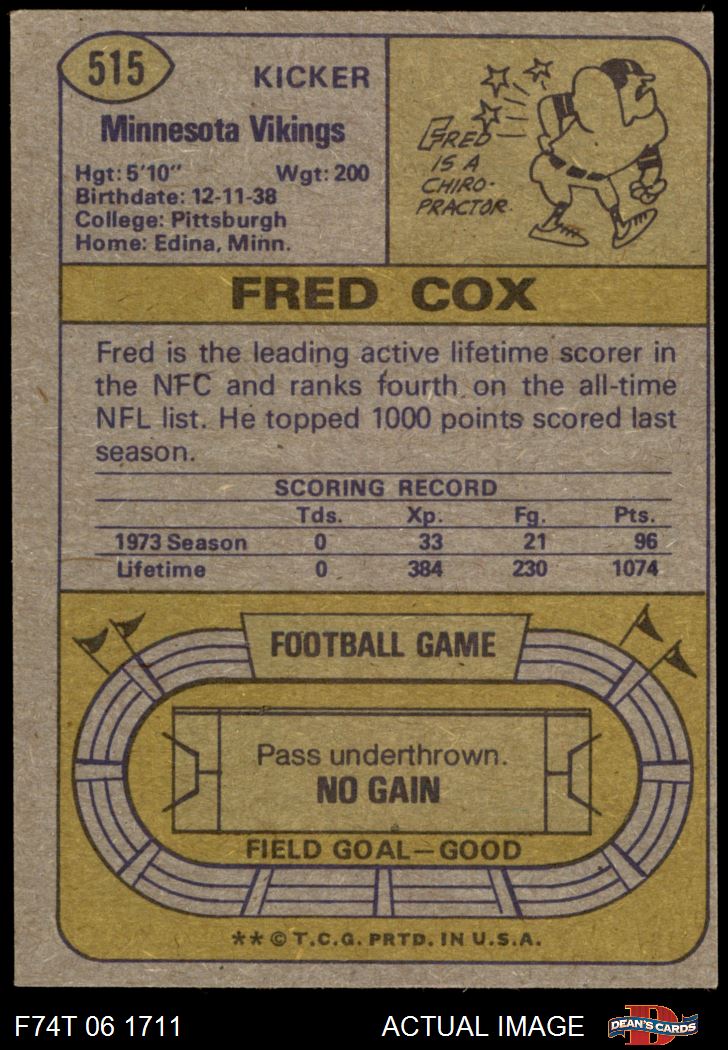 515
KICKER
Minnesota Vikings
Hgt: 5'10" Wgt: 200
Birthdate: 12-11-38
College: Pittsburgh
Home: Edina, Minn.
FRED
IS A
CHIRO-
PRACTOR.
FRED COX
Fred is the leading active lifetime scorer in
the NFC and ranks fourth on the all-time
NFL list. He topped 1000 points scored last
season.
SCORING RECORD
Tds. Xp. Fg. Pts.
1973 Season 0 33 21 96
Lifetime 0 384 230 1074
FOOTBALL GAME
Pass underthrown.
NO GAIN
FIELD GOAL—GOOD
** © T.C.G. PRTD. IN U.S.A.
F74T 06 1711 ACTUAL IMAGE D DEAN'S CARDS